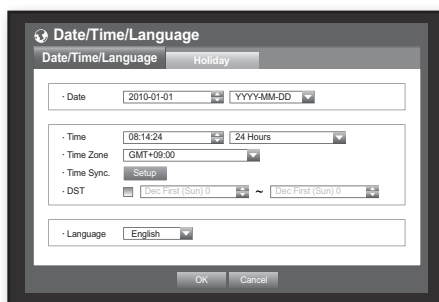 Date/Time/Language
Date/Time/Language Holiday
· Date 2010-01-01 YYYY-MM-DD
· Time 08:14:24 24 Hours
· Time Zone GMT+09:00
· Time Sync. Setup
· DST Dec First (Sun) 0 ~ Dec First (Sun) 0
· Language English
OK Cancel